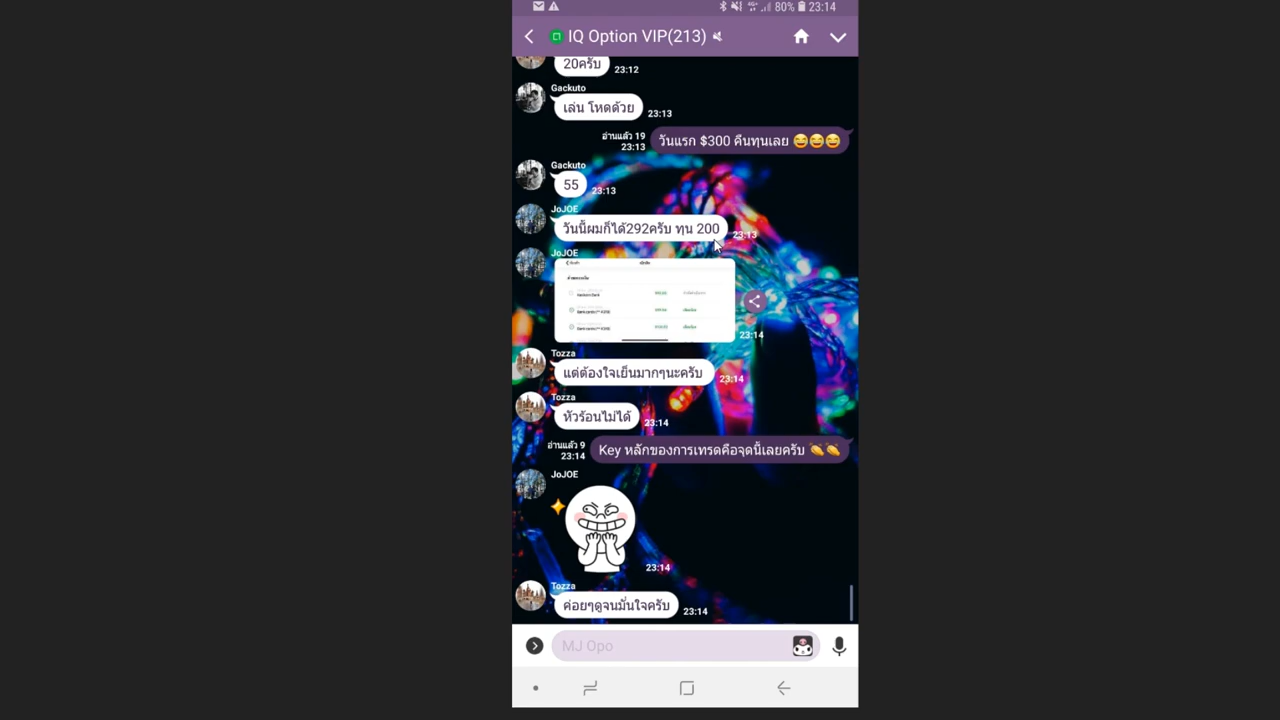 80% 23:14
IQ Option VIP(213)
20ครับ
23:12
Gackuto
เล่น โหดด้วย
23:13
อ่านแล้ว 19
23:13
วันแรก $300 คืนทุนเลย 😂😂😂
Gackuto
55
23:13
JoJOE
วันนี้ผมก็ได้292ครับ ทุน 200
23:13
JoJOE
23:14
Tozza
แต่ต้องใจเย็นมากๆนะครับ
23:14
Tozza
หัวร้อนไม่ได้
23:14
อ่านแล้ว 9
23:14
Key หลักของการเทรดคือจุดนี้เลยครับ 👏👏
JoJOE
23:14
Tozza
ค่อยๆดูจนมั่นใจครับ
23:14
MJ Opo